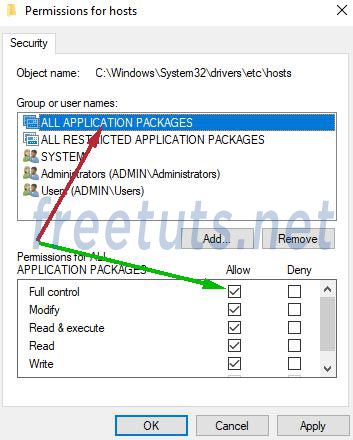 Permissions for hosts
Security
Object name: C:\Windows\System32\drivers\etc\hosts
Group or user names:
ALL APPLICATION PACKAGES
ALL RESTRICTED APPLICATION PACKAGES
SYSTEM
Administrators (ADMIN\Administrators)
Users (ADMIN\Users)
freetuts.net
Add... Remove
Permissions for ALL
APPLICATION PACKAGES Allow Deny
Full control
Modify
Read & execute
Read
Write
OK Cancel Apply